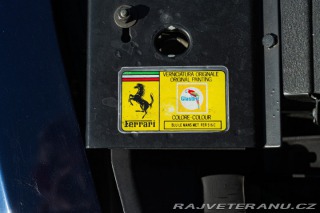 VERNICIATURA ORIGINALE
ORIGINAL PAINTING
Glasurit
Ferrari
COLORE-COLOUR
RAJVETERANU.CZ